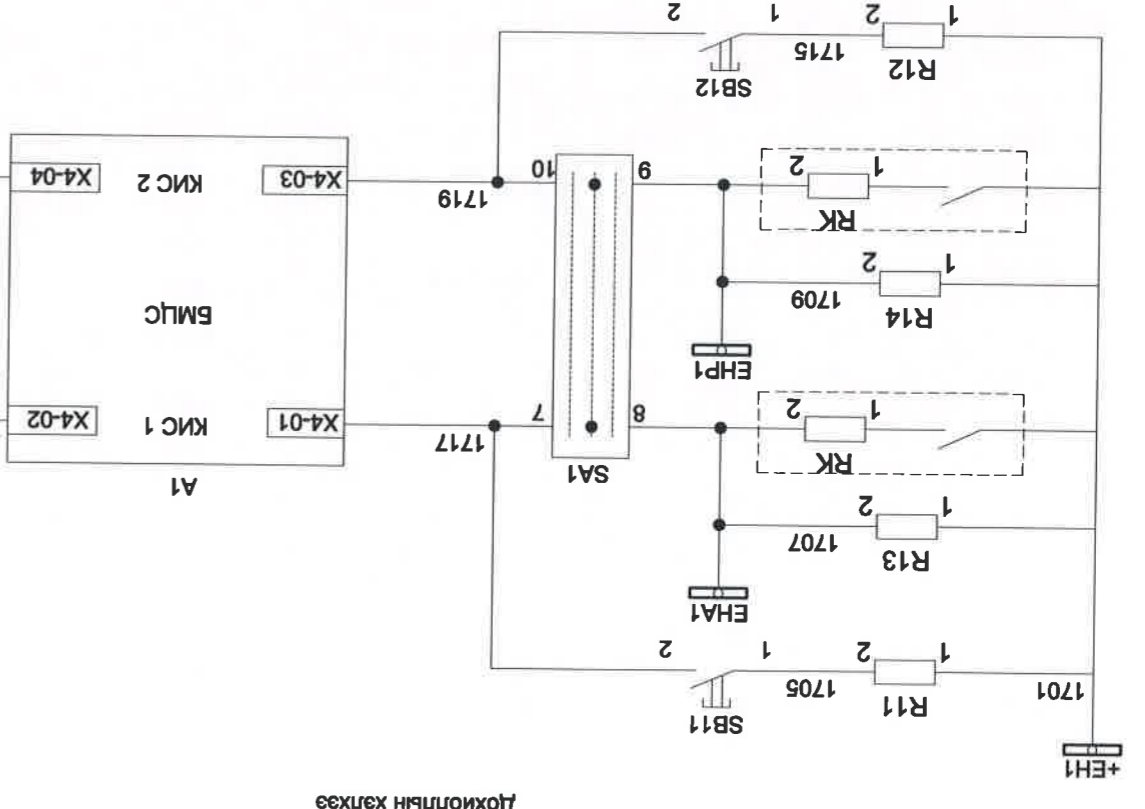 Дохиоллын хэлхээ
+EH1
SB11
1701 R11 1705
1 2 1 2
EHA1
R13 1707
1 2
A1
RK SA1 1717
1 2 8 7 X4-01 КИС 1 X4-02
EHP1
R14 1709 БМЦС
1 2
RK 1719
1 2 9 10 X4-03 КИС 2 X4-04
SB12
R12 1715
1 2 1 2